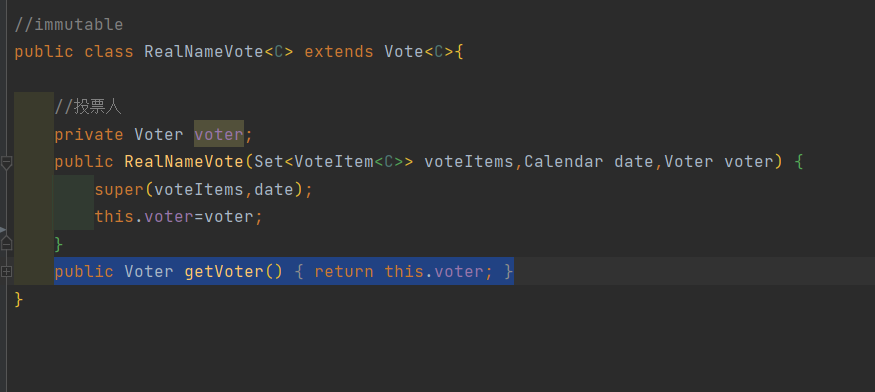 //immutable
public class RealNameVote<C> extends Vote<C>{
//投票人
private Voter voter;
public RealNameVote(Set<VoteItem<C>> voteItems,Calendar date,Voter voter) {
super(voteItems,date);
this.voter=voter;
}
public Voter getVoter() { return this.voter; }
}